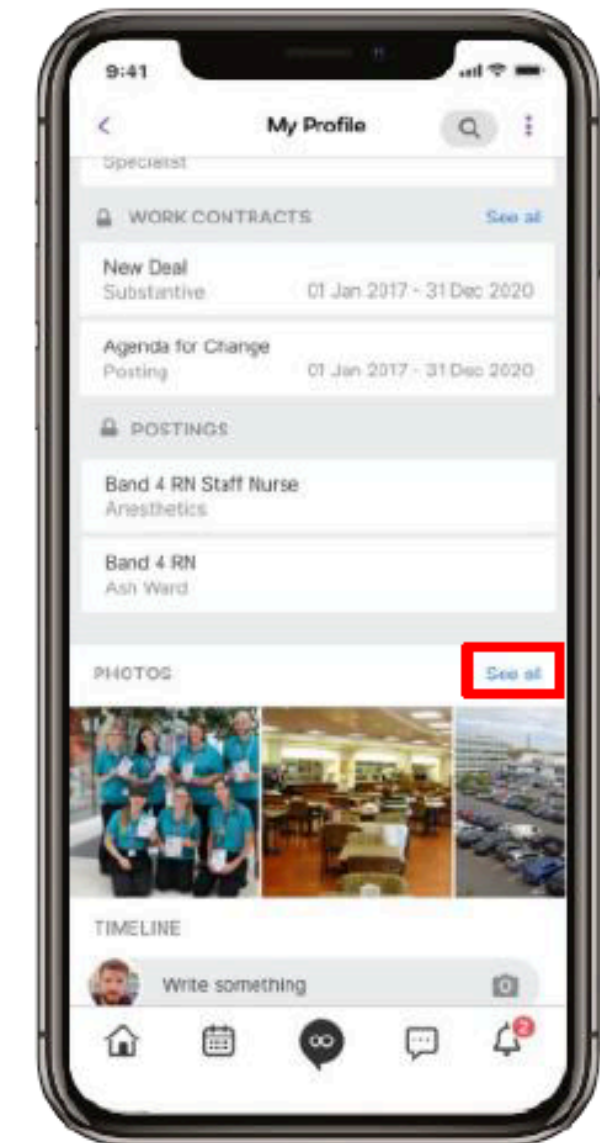 9:41
My Profile
Specialist
WORK CONTRACTS See all
New Deal
Substantive 01 Jan 2017 - 31 Dec 2020
Agenda for Change
Posting 01 Jan 2017 - 31 Dec 2020
POSTINGS
Band 4 RN Staff Nurse
Anesthetics
Band 4 RN
Ash Ward
PHOTOS See all
TIMELINE
Write something
2